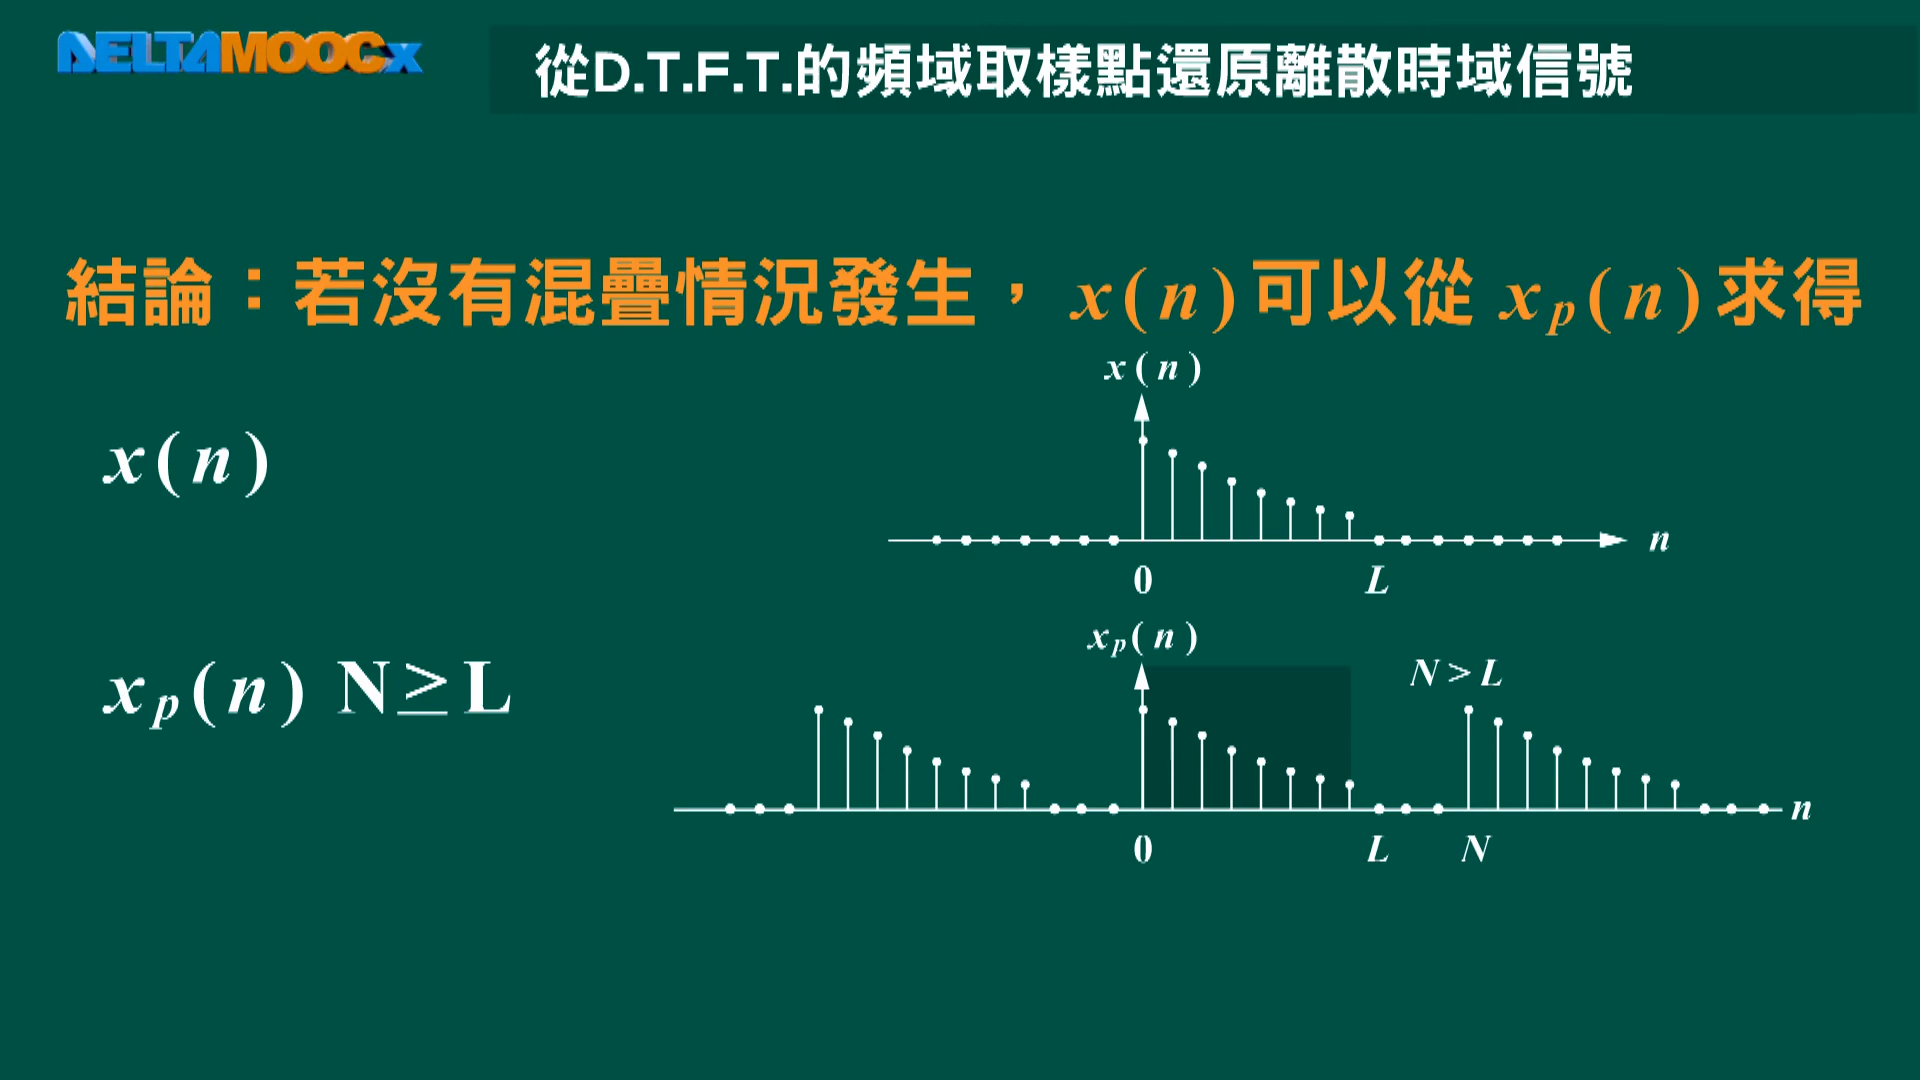 DELTAMOOCx
從D.T.F.T.的頻域取樣點還原離散時域信號
結論：若沒有混疊情況發生，x(n)可以從 xp(n)求得
x(n)
x(n)
n
0 L
xp(n) N≥L
xp(n)
N>L
n
0 L N